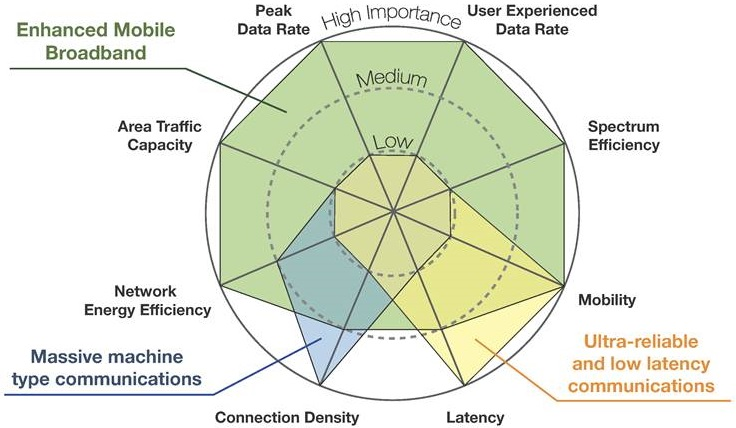 Peak
Data Rate
High Importance
User Experienced
Data Rate
Enhanced Mobile
Broadband
Medium
Area Traffic
Capacity
Low
Spectrum
Efficiency
Network
Energy Efficiency
Mobility
Massive machine
type communications
Ultra-reliable
and low latency
communications
Connection Density
Latency